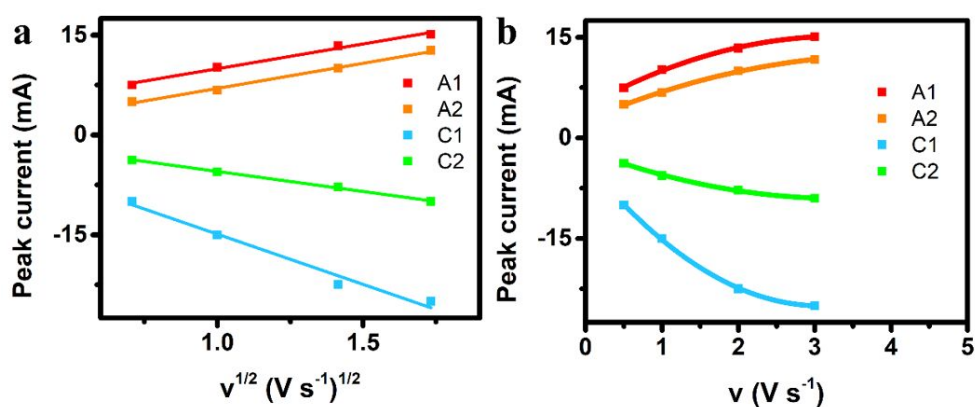 a
Peak current (mA)
15
0
-15
1.0
1.5
v^1/2 (V s^-1)^1/2
A1
A2
C1
C2
b
Peak current (mA)
15
0
-15
0
1
2
3
4
5
v (V s^-1)
A1
A2
C1
C2